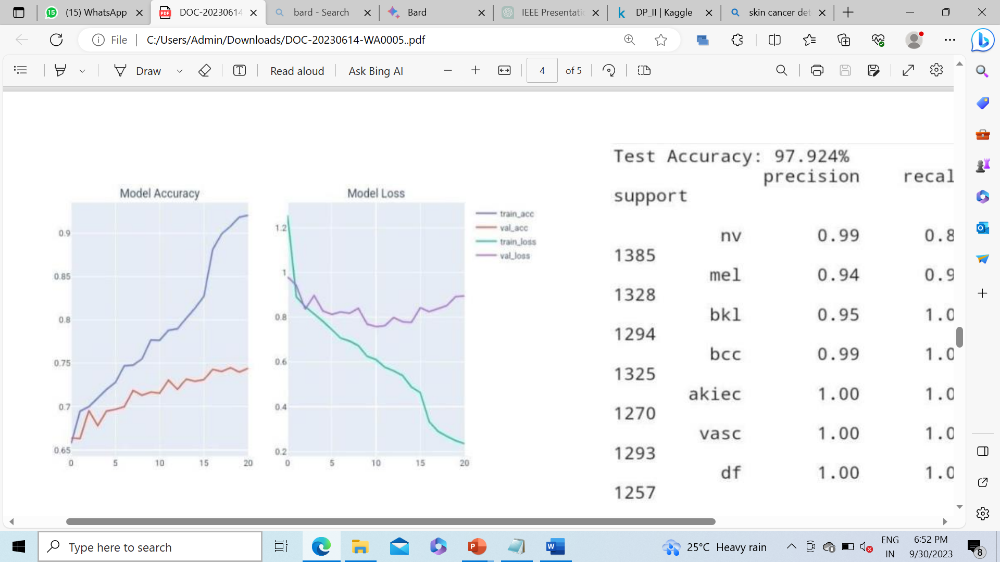 (15) WhatsApp
DOC-20230614
bard - Search
Bard
IEEE Presentatic
DP_II | Kaggle
skin cancer det
File
C:/Users/Admin/Downloads/DOC-20230614-WA0005..pdf
Draw
Read aloud
Ask Bing AI
4
of 5
Model Accuracy
0.9
0.85
0.8
0.75
0.7
0.65
0 5 10 15 20
Model Loss
1.2
1
0.8
0.6
0.4
0.2
0 5 10 15 20
train_acc
val_acc
train_loss
val_loss
Test Accuracy: 97.924%
precision recal
support
nv 0.99 0.8
1385
mel 0.94 0.9
1328
bkl 0.95 1.0
1294
bcc 0.99 1.0
1325
akiec 1.00 1.0
1270
vasc 1.00 1.0
1293
df 1.00 1.0
1257
Type here to search
25°C Heavy rain
ENG
IN
6:52 PM
9/30/2023
8